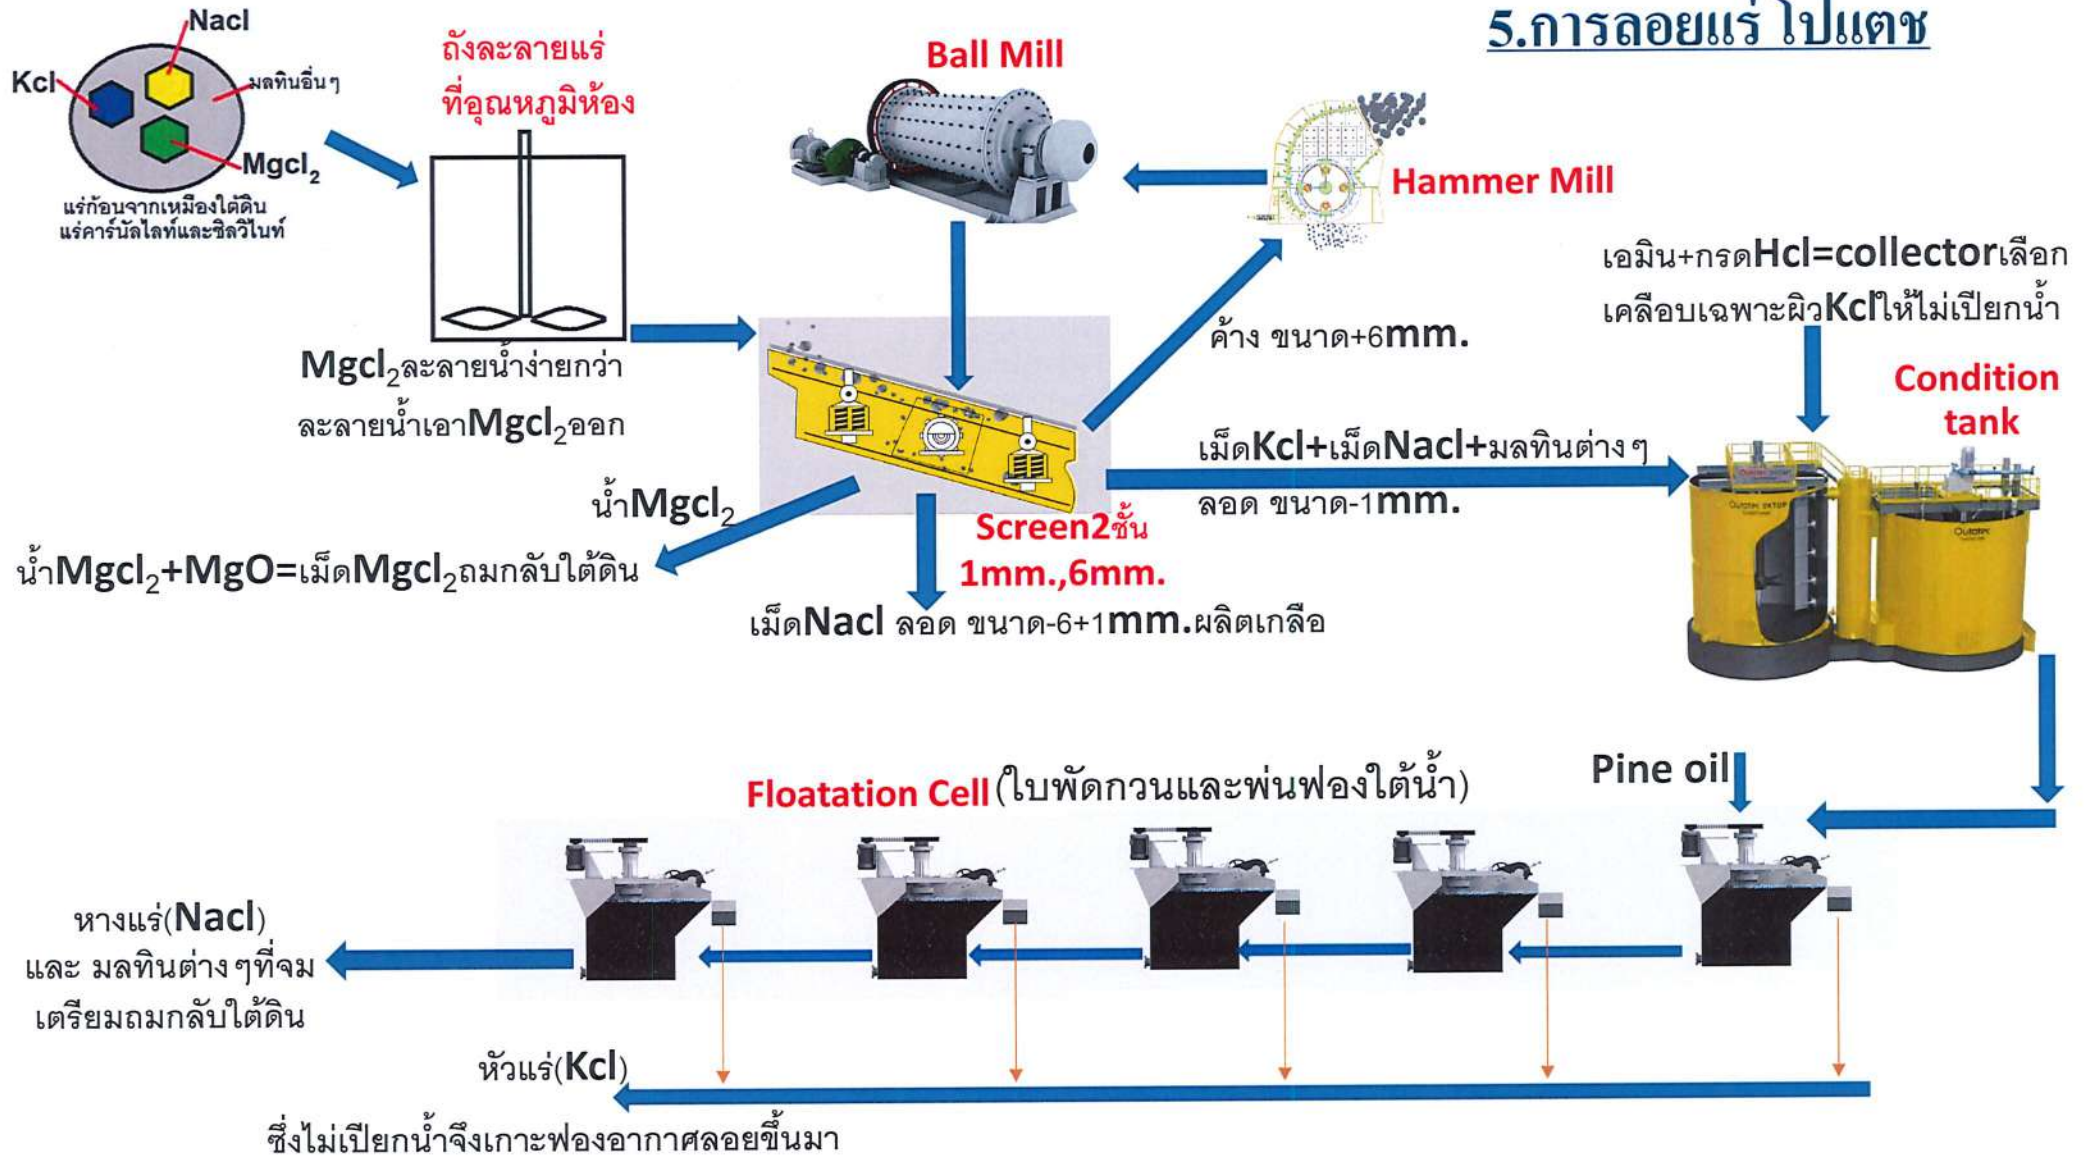 5.การลอยแร่ โปแตช
Nacl
Kcl
มลทินอื่นๆ
Mgcl₂
แร่ก้อนจากเหมืองใต้ดิน
แร่คาร์นัลไลท์และซิลวิไนท์
ถังละลายแร่
ที่อุณหภูมิห้อง
Ball Mill
Hammer Mill
Mgcl₂ละลายน้ำง่ายกว่า
ละลายน้ำเอาMgcl₂ออก
ค้าง ขนาด+6mm.
เอมิน+กรดHcl=collectorเลือก
เคลือบเฉพาะผิวKclให้ไม่เปียกน้ำ
Condition
tank
เม็ดKcl+เม็ดNacl+มลทินต่างๆ
ลอด ขนาด-1mm.
น้ำMgcl₂
Screen2ชั้น
1mm.,6mm.
น้ำMgcl₂+MgO=เม็ดMgcl₂ถมกลับใต้ดิน
เม็ดNacl ลอด ขนาด-6+1mm.ผลิตเกลือ
Outotec
Pine oil
Floatation Cell (ใบพัดกวนและพ่นฟองใต้น้ำ)
หางแร่(Nacl)
และ มลทินต่างๆที่จม
เตรียมถมกลับใต้ดิน
หัวแร่(Kcl)
ซึ่งไม่เปียกน้ำจึงเกาะฟองอากาศลอยขึ้นมา